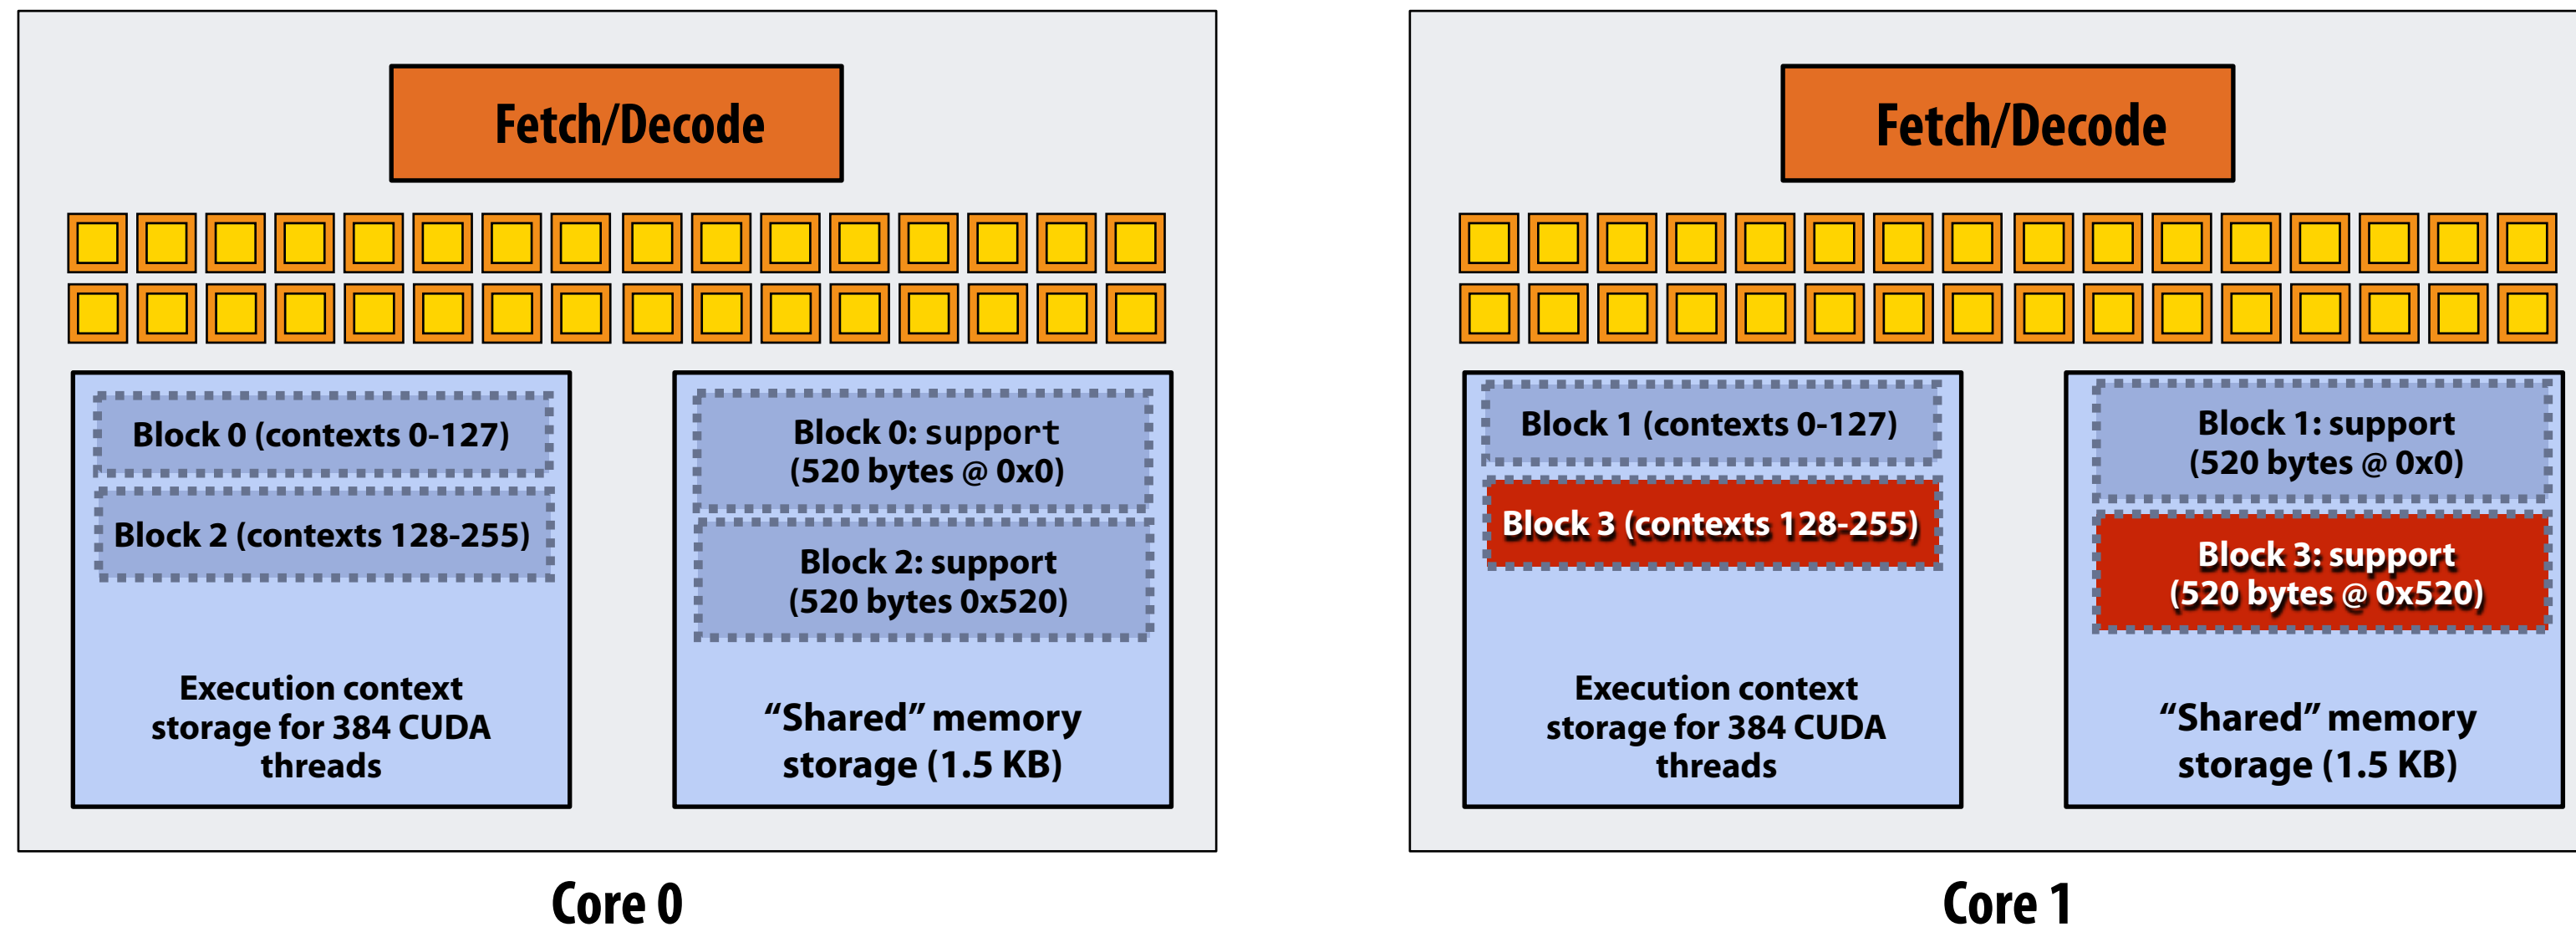 Fetch/Decode
Block 0 (contexts 0-127)
Block 2 (contexts 128-255)
Execution context
storage for 384 CUDA
threads
Block 0: support
(520 bytes @ 0x0)
Block 2: support
(520 bytes 0x520)
“Shared” memory
storage (1.5 KB)
Core 0
Fetch/Decode
Block 1 (contexts 0-127)
Block 3 (contexts 128-255)
Execution context
storage for 384 CUDA
threads
Block 1: support
(520 bytes @ 0x0)
Block 3: support
(520 bytes @ 0x520)
“Shared” memory
storage (1.5 KB)
Core 1